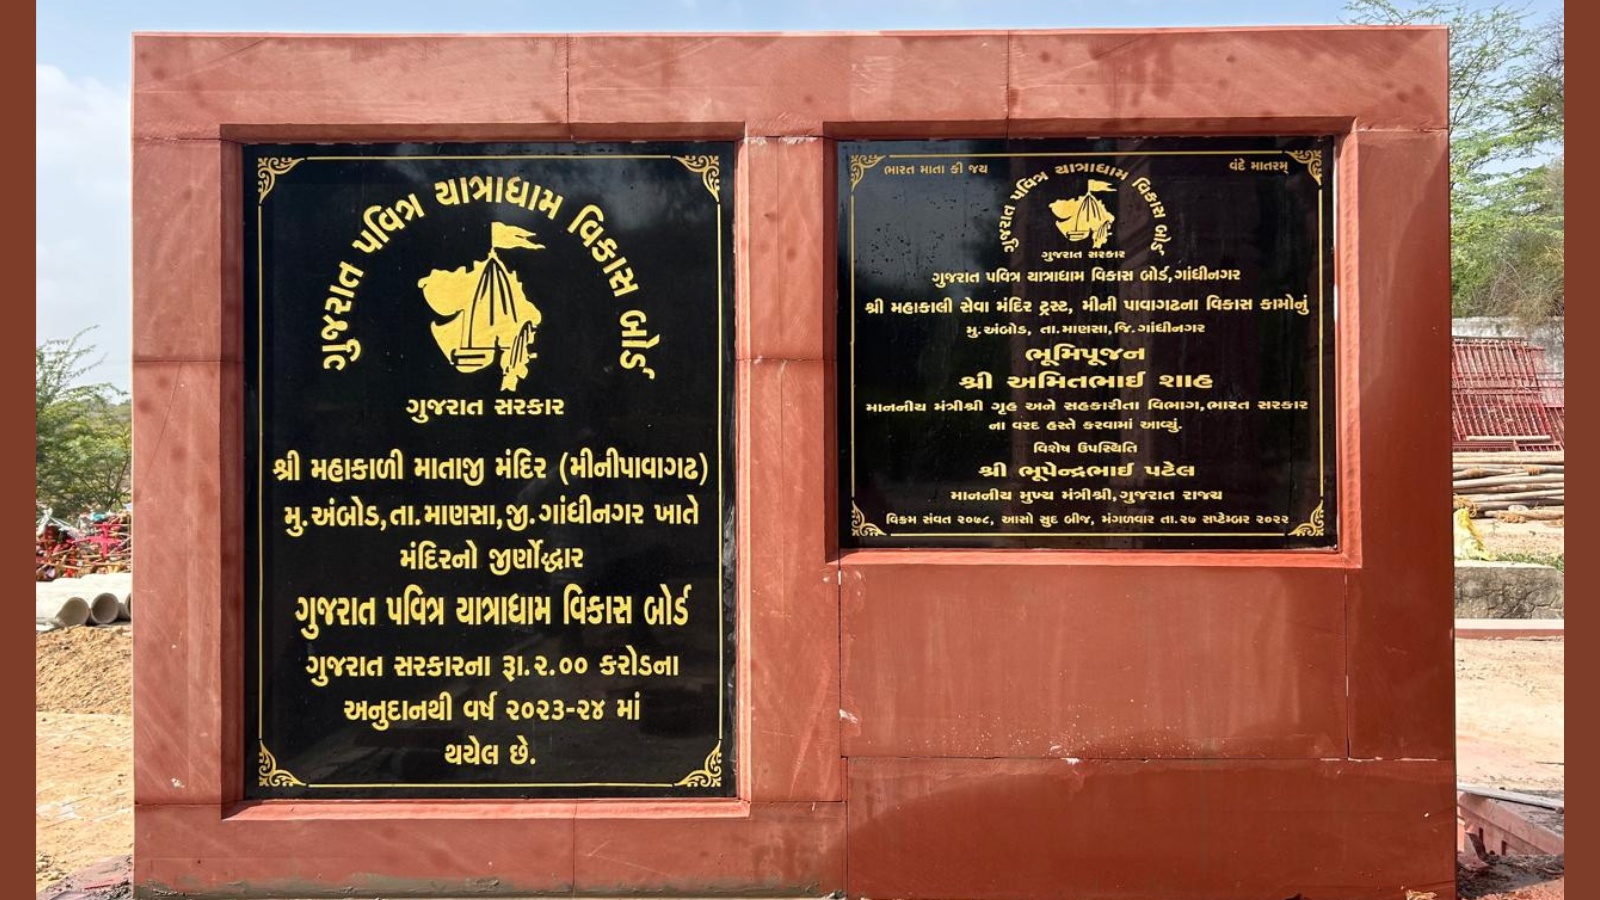 ગુજરાત પવિત્ર યાત્રાધામ વિકાસ બોર્ડ
ગુજરાત સરકાર
શ્રી મહાકાળી માતાજી મંદિર (મીનીપાવાગઢ)
મુ.અંબોડ,તા.માણસા,જી.ગાંધીનગર ખાતે
મંદિરનો જીર્ણોદ્ધાર
ગુજરાત પવિત્ર યાત્રાધામ વિકાસ બોર્ડ
ગુજરાત સરકારના રૂા.૨.૦૦ કરોડના
અનુદાનથી વર્ષ ૨૦૨૩-૨૪ માં
થયેલ છે.
ભારત માતા કી જય
વંદે માતરમ્
ગુજરાત પવિત્ર યાત્રાધામ વિકાસ બોર્ડ
ગુજરાત સરકાર
ગુજરાત પવિત્ર યાત્રાધામ વિકાસ બોર્ડ,ગાંધીનગર
શ્રી મહાકાલી સેવા મંદિર ટ્રસ્ટ, મીની પાવાગઢના વિકાસ કામોનું
મુ.અંબોડ, તા.માણસા,જિ.ગાંધીનગર
ભૂમિપૂજન
શ્રી અમિતભાઈ શાહ
માનનીય મંત્રીશ્રી ગૃહ અને સહકારીતા વિભાગ,ભારત સરકાર
ના વરદ હસ્તે કરવામાં આવ્યું.
વિશેષ ઉપસ્થિતિ
શ્રી ભૂપેન્દ્રભાઈ પટેલ
માનનીય મુખ્ય મંત્રીશ્રી,ગુજરાત રાજ્ય
વિક્રમ સંવત ૨૦૭૮, આસો સુદ બીજ, મંગળવાર તા.૨૭ સપ્ટેમ્બર ૨૦૨૨